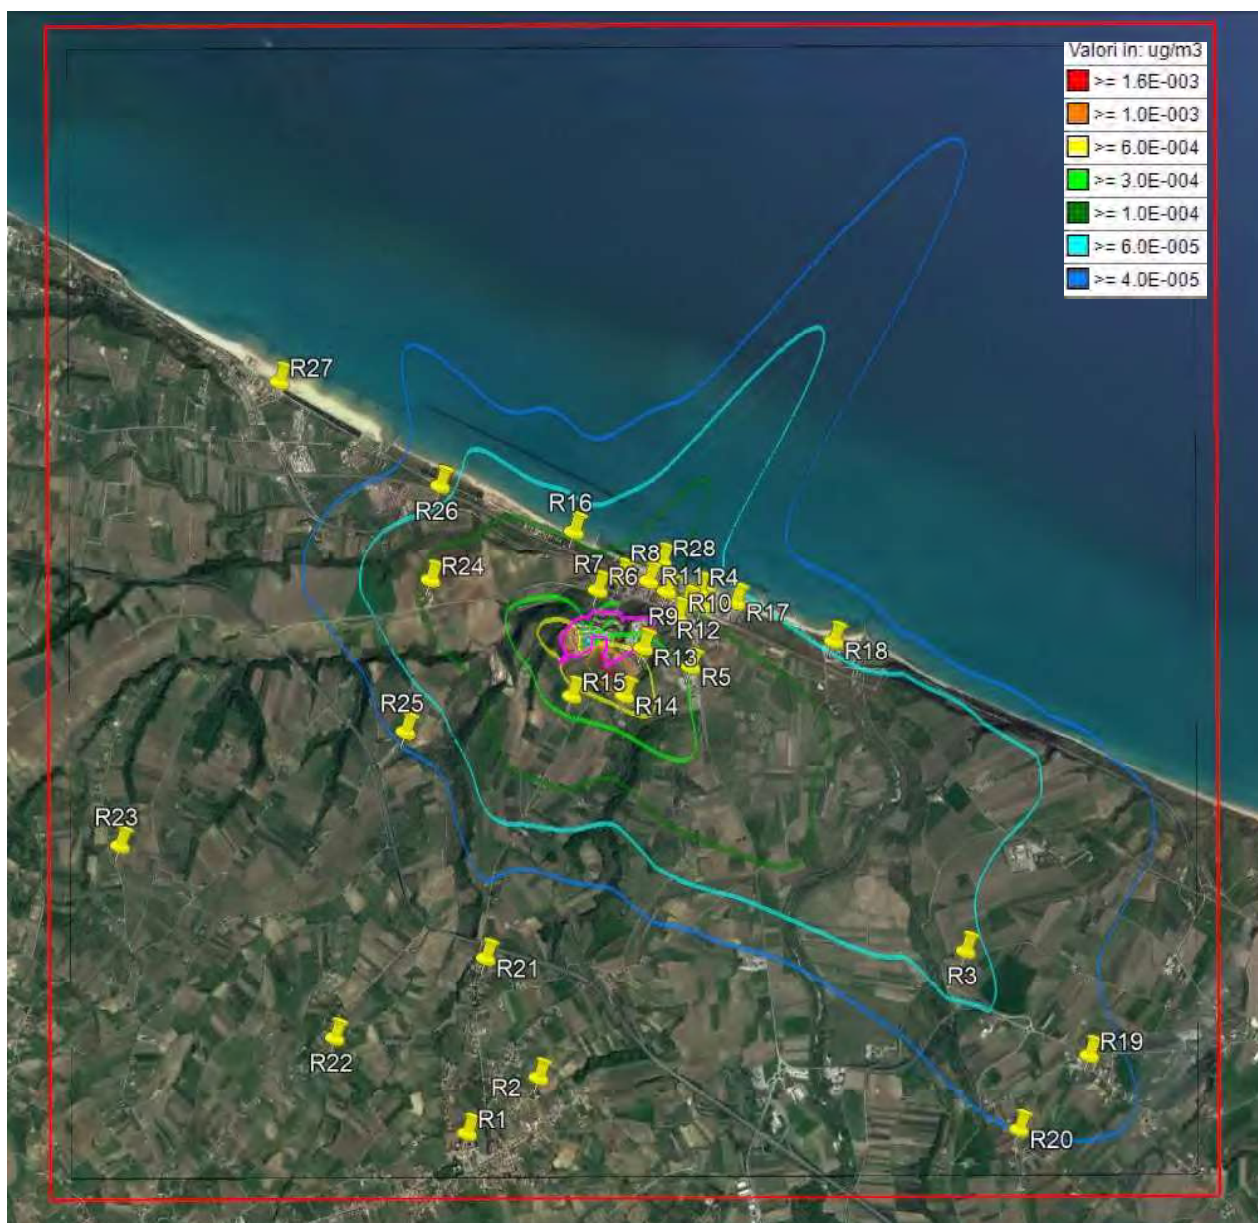 Valori in: ug/m3
>= 1.6E-003
>= 1.0E-003
>= 6.0E-004
>= 3.0E-004
>= 1.0E-004
>= 6.0E-005
>= 4.0E-005
R27
R26
R16
R24
R7
R8
R28
R6
R11
R4
R10
R17
R9
R12
R18
R13
R5
R15
R14
R25
R23
R21
R3
R22
R2
R19
R1
R20